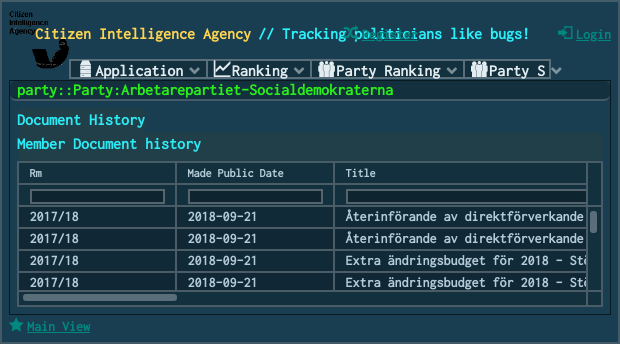 Citizen
Intelligence
Agency
Citizen Intelligence Agency // Tracking politicians like bugs!
Register
Login
Application
Ranking
Party Ranking
Party S
party::Party:Arbetarepartiet-Socialdemokraterna
Document History
Member Document history
Rm Made Public Date Title
2017/18 2018-09-21 Återinförande av direktförverkande
2017/18 2018-09-21 Återinförande av direktförverkande
2017/18 2018-09-21 Extra ändringsbudget för 2018 – Stö
2017/18 2018-09-21 Extra ändringsbudget för 2018 – Stö
Main View